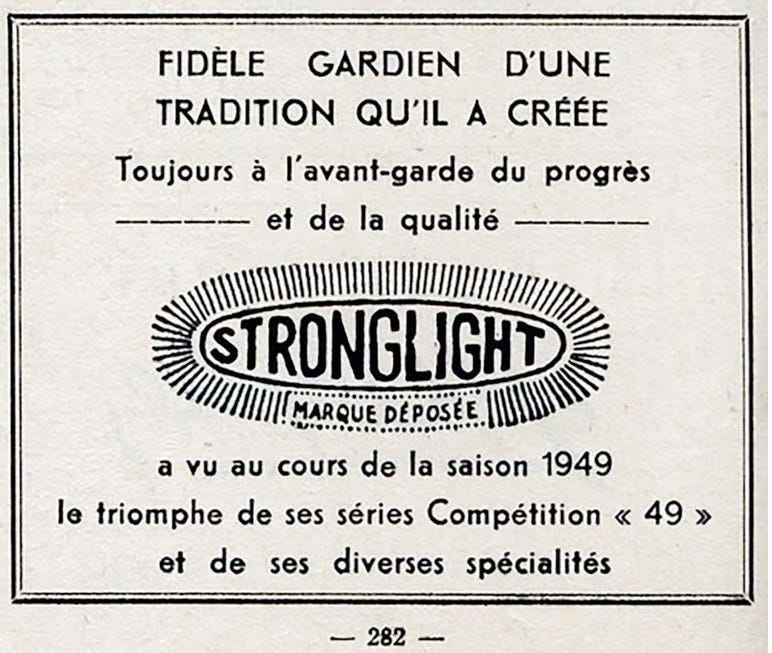 FIDÈLE GARDIEN D'UNE
TRADITION QU'IL A CRÉÉE
Toujours à l'avant-garde du progrès
et de la qualité
STRONGLIGHT
MARQUE DÉPOSÉE
a vu au cours de la saison 1949
le triomphe de ses séries Compétition « 49 »
et de ses diverses spécialités
— 282 —